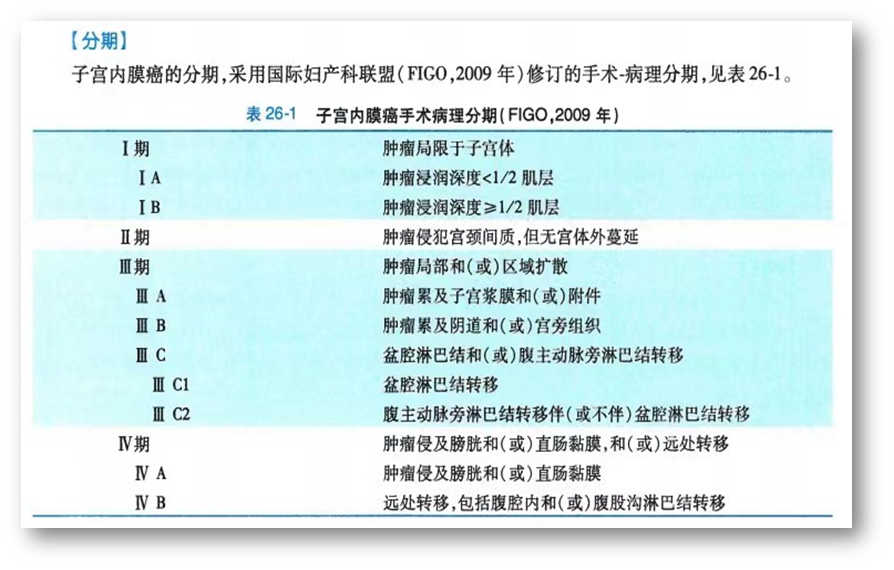 【分期】
子宫内膜癌的分期,采用国际妇产科联盟(FIGO,2009 年)修订的手术-病理分期,见表 26-1。
表 26-1 子宫内膜癌手术病理分期(FIGO,2009 年)
Ⅰ期 肿瘤局限于子宫体
ⅠA 肿瘤浸润深度<1/2 肌层
ⅠB 肿瘤浸润深度≥1/2 肌层
Ⅱ期 肿瘤侵犯宫颈间质,但无宫体外蔓延
Ⅲ期 肿瘤局部和(或)区域扩散
Ⅲ A 肿瘤累及子宫浆膜和(或)附件
Ⅲ B 肿瘤累及阴道和(或)宫旁组织
Ⅲ C 盆腔淋巴结和(或)腹主动脉旁淋巴结转移
Ⅲ C1 盆腔淋巴结转移
Ⅲ C2 腹主动脉旁淋巴结转移伴(或不伴)盆腔淋巴结转移
Ⅳ期 肿瘤侵及膀胱和(或)直肠黏膜,和(或)远处转移
Ⅳ A 肿瘤侵及膀胱和(或)直肠黏膜
Ⅳ B 远处转移,包括腹腔内和(或)腹股沟淋巴结转移